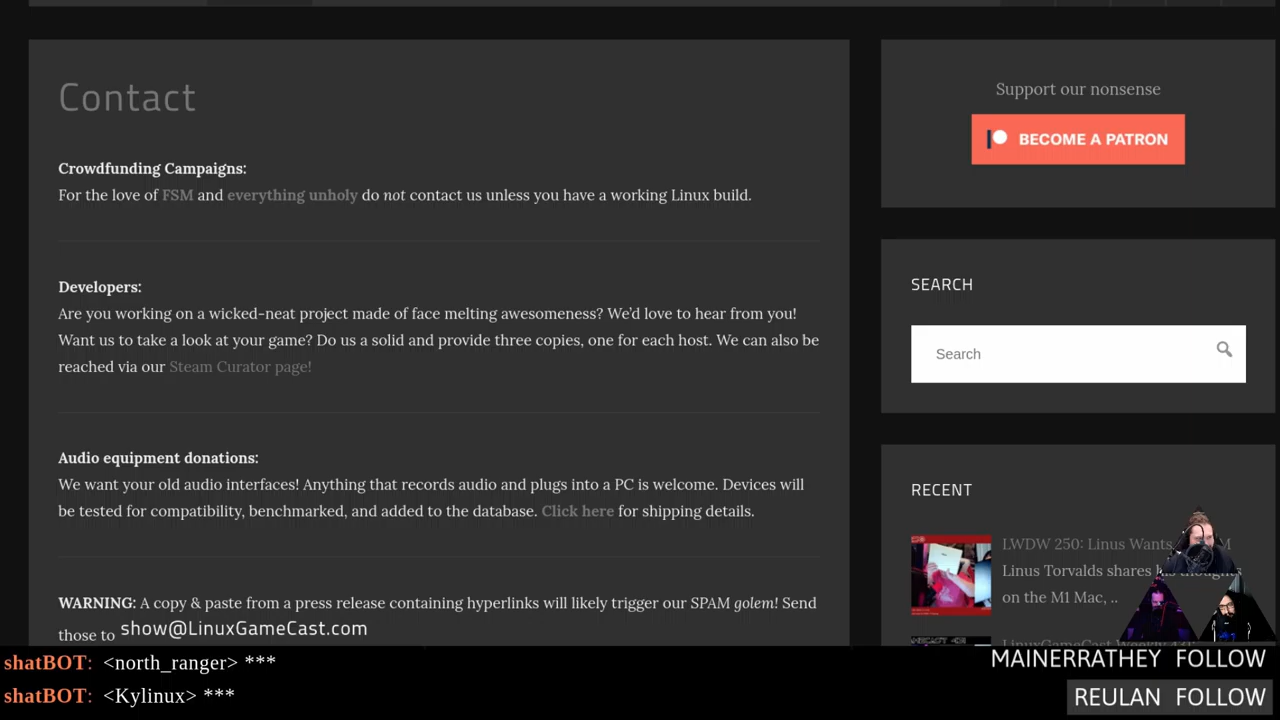 Contact
Crowdfunding Campaigns:
For the love of FSM and everything unholy do not contact us unless you have a working Linux build.
Developers:
Are you working on a wicked-neat project made of face melting awesomeness? We'd love to hear from you!
Want us to take a look at your game? Do us a solid and provide three copies, one for each host. We can also be
reached via our Steam Curator page!
Audio equipment donations:
We want your old audio interfaces! Anything that records audio and plugs into a PC is welcome. Devices will
be tested for compatibility, benchmarked, and added to the database. Click here for shipping details.
WARNING: A copy & paste from a press release containing hyperlinks will likely trigger our SPAM golem! Send
those to show@LinuxGameCast.com
Support our nonsense
BECOME A PATRON
SEARCH
Search
RECENT
LWDW 250: Linus Wants
Linus Torvalds shares his thoughts
on the M1 Mac, ..
LinuxGameCast Weekly
shatBOT: <north_ranger> ***
shatBOT: <Kylinux> ***
MAINERRATHEY FOLLOW
REULAN FOLLOW